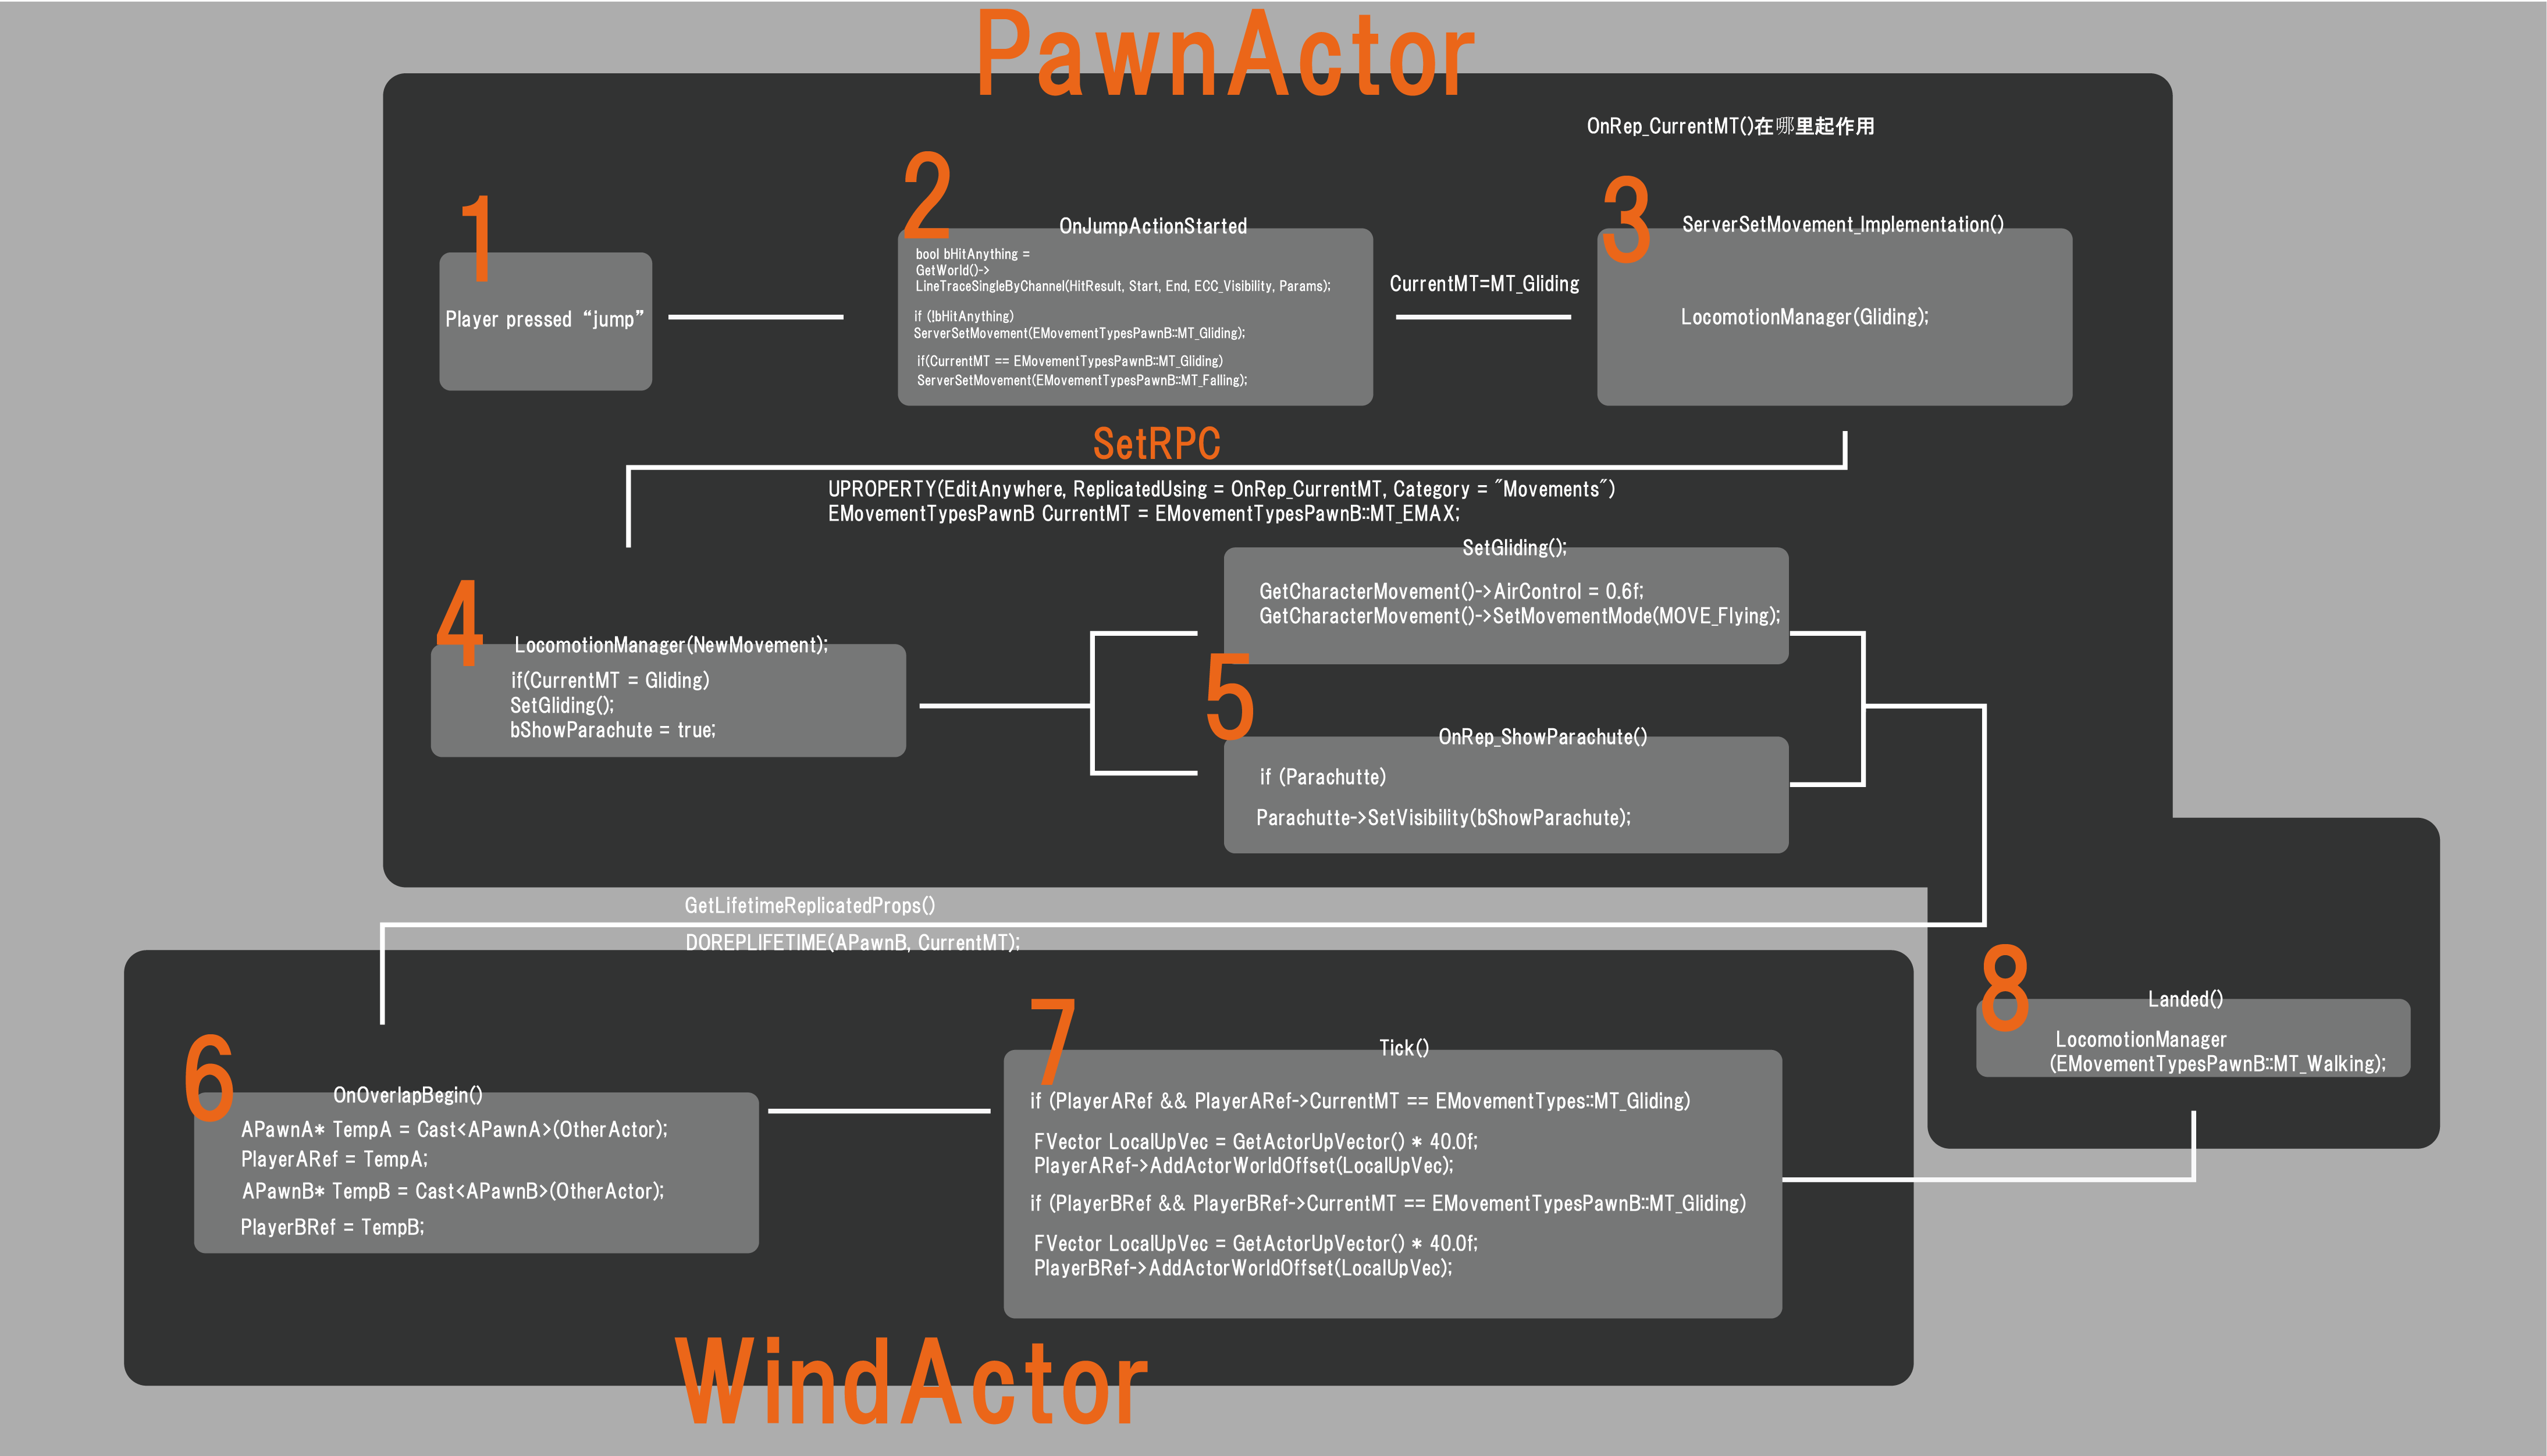 PawnActor
OnRep_CurrentMT()在哪里起作用
1
Player pressed “jump”
2
OnJumpActionStarted
bool bHitAnything =
GetWorld()->
LineTraceSingleByChannel(HitResult, Start, End, ECC_Visibility, Params);
if (!bHitAnything)
ServerSetMovement(EMovementTypesPawnB::MT_Gliding);
if(CurrentMT == EMovementTypesPawnB::MT_Gliding)
ServerSetMovement(EMovementTypesPawnB::MT_Falling);
CurrentMT=MT_Gliding
3
ServerSetMovement_Implementation()
LocomotionManager(Gliding);
SetRPC
UPROPERTY(EditAnywhere, ReplicatedUsing = OnRep_CurrentMT, Category = "Movements")
EMovementTypesPawnB CurrentMT = EMovementTypesPawnB::MT_EMAX;
4
LocomotionManager(NewMovement);
if(CurrentMT = Gliding)
SetGliding();
bShowParachute = true;
5
SetGliding();
GetCharacterMovement()->AirControl = 0.6f;
GetCharacterMovement()->SetMovementMode(MOVE_Flying);
OnRep_ShowParachute()
if (Parachutte)
Parachutte->SetVisibility(bShowParachute);
GetLifetimeReplicatedProps()
DOREPLIFETIME(APawnB, CurrentMT);
6
OnOverlapBegin()
APawnA* TempA = Cast<APawnA>(OtherActor);
PlayerARef = TempA;
APawnB* TempB = Cast<APawnB>(OtherActor);
PlayerBRef = TempB;
7
Tick()
if (PlayerARef && PlayerARef->CurrentMT == EMovementTypes::MT_Gliding)
FVector LocalUpVec = GetActorUpVector() * 40.0f;
PlayerARef->AddActorWorldOffset(LocalUpVec);
if (PlayerBRef && PlayerBRef->CurrentMT == EMovementTypesPawnB::MT_Gliding)
FVector LocalUpVec = GetActorUpVector() * 40.0f;
PlayerBRef->AddActorWorldOffset(LocalUpVec);
8
Landed()
LocomotionManager
(EMovementTypesPawnB::MT_Walking);
WindActor